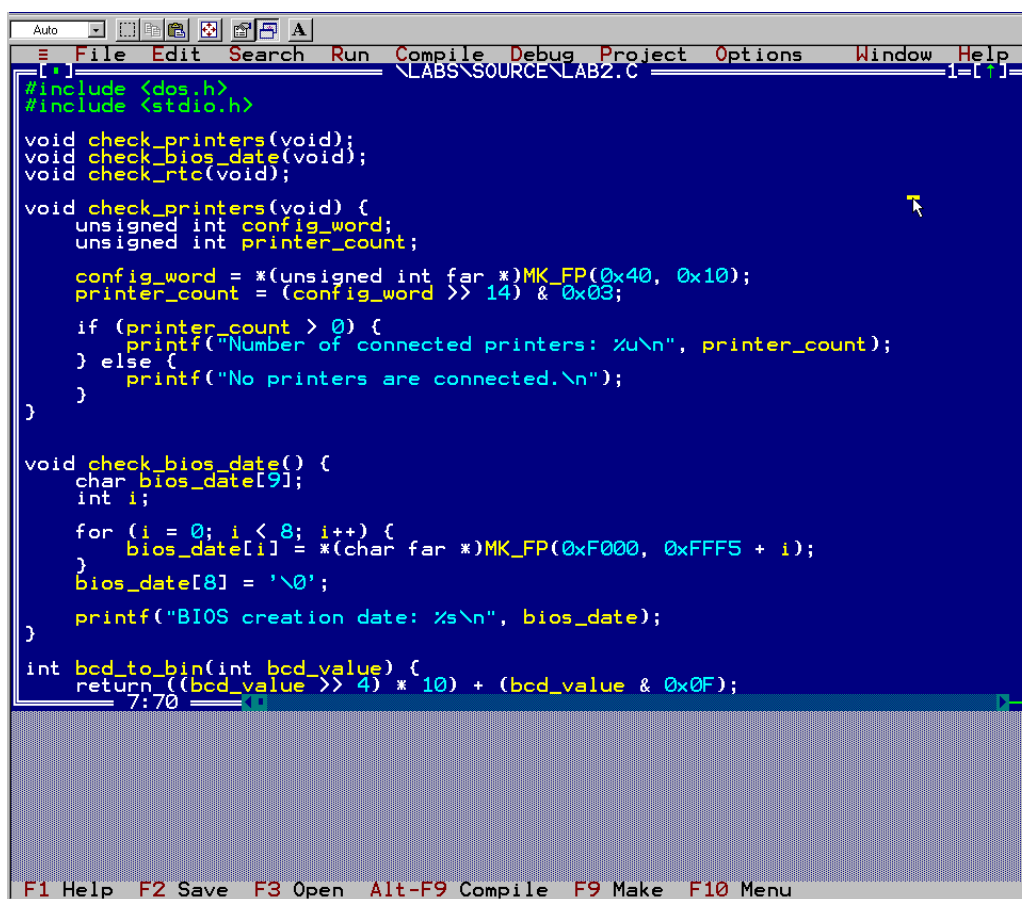 Auto
A
≡ File Edit Search Run Compile Debug Project Options Window Help
[▪] \LABS\SOURCE\LAB2.C 1=[↑]
#include <dos.h>
#include <stdio.h>
void check_printers(void);
void check_bios_date(void);
void check_rtc(void);
void check_printers(void) {
    unsigned int config_word;
    unsigned int printer_count;
    config_word = *(unsigned int far *)MK_FP(0x40, 0x10);
    printer_count = (config_word >> 14) & 0x03;
    if (printer_count > 0) {
        printf("Number of connected printers: %u\n", printer_count);
    } else {
        printf("No printers are connected.\n");
    }
}
void check_bios_date() {
    char bios_date[9];
    int i;
    for (i = 0; i < 8; i++) {
        bios_date[i] = *(char far *)MK_FP(0xF000, 0xFFF5 + i);
    }
    bios_date[8] = '\0';
    printf("BIOS creation date: %s\n", bios_date);
}
int bcd_to_bin(int bcd_value) {
    return ((bcd_value >> 4) * 10) + (bcd_value & 0x0F);
7:70
F1 Help F2 Save F3 Open Alt-F9 Compile F9 Make F10 Menu